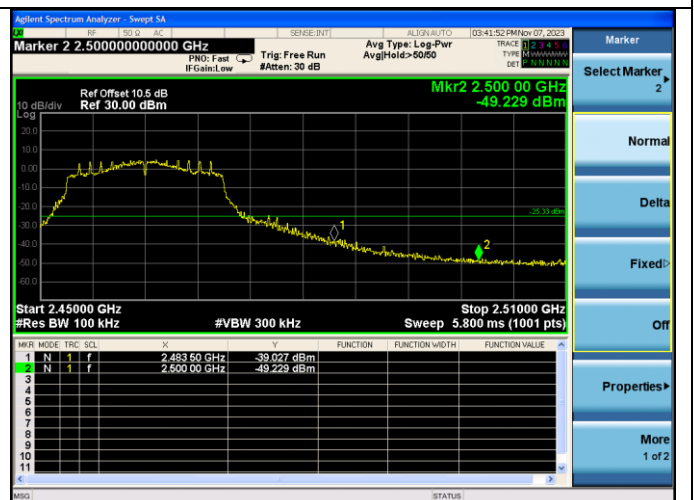 Agilent Spectrum Analyzer - Swept SA
RF 50 Ω AC SENSE:INT ALIGN AUTO 03:41:52 PM Nov 07, 2023
Marker 2 2.500000000000 GHz
PNO: Fast
IFGain:Low
Trig: Free Run
#Atten: 30 dB
Avg Type: Log-Pwr
Avg|Hold:>50/50
TRACE 1 2 3 4 5 6
TYPE M
DET P N N N N N
Mkr2 2.500 00 GHz
-49.229 dBm
Ref Offset 10.5 dB
10 dB/div Ref 30.00 dBm
Log
20.0
10.0
0.00
-10.0
-20.0
-25.33 dBm
-30.0
-40.0
-50.0
-60.0
1
2
Start 2.45000 GHz Stop 2.51000 GHz
#Res BW 100 kHz #VBW 300 kHz Sweep 5.800 ms (1001 pts)
MKR MODE TRC SCL X Y FUNCTION FUNCTION WIDTH FUNCTION VALUE
1 N 1 f 2.483 50 GHz -39.027 dBm
2 N 1 f 2.500 00 GHz -49.229 dBm
3
4
5
6
7
8
9
10
11
MSG STATUS
Marker
Select Marker
2
Normal
Delta
Fixed
Off
Properties
More
1 of 2